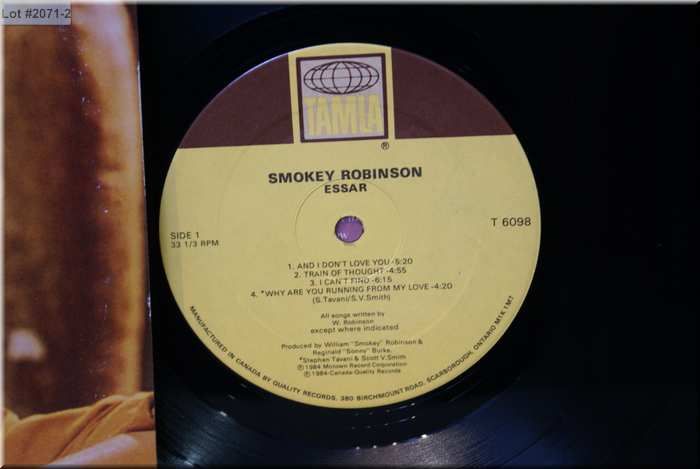 Lot #2071-2
TAMLA
®
SMOKEY ROBINSON
ESSAR
T 6098
SIDE 1
33 1/3 RPM
1. AND I DON'T LOVE YOU -5:20
2. TRAIN OF THOUGHT -4:55
3. I CAN'T FIND -6:15
4. *WHY ARE YOU RUNNING FROM MY LOVE -4:20
(S.Tavani/S.V.Smith)
All songs written by
W. Robinson
except where indicated
Produced by William "Smokey" Robinson &
Reginald "Sonny" Burke.
*Stephen Tavani & Scott V.Smith
℗ 1984 Motown Record Corporation
© 1984-Canada Quality Records
MANUFACTURED IN CANADA BY QUALITY RECORDS, 380 BIRCHMOUNT ROAD, SCARBOROUGH, ONTARIO M1K 1M7